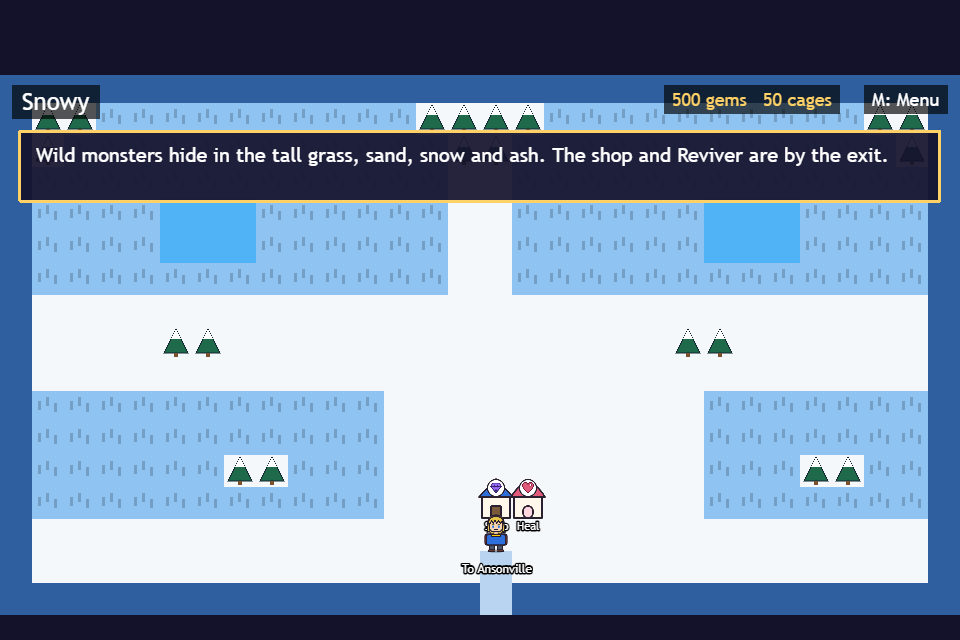 Snowy
500 gems 50 cages
M: Menu
Wild monsters hide in the tall grass, sand, snow and ash. The shop and Reviver are by the exit.
Heal
To Ansonville